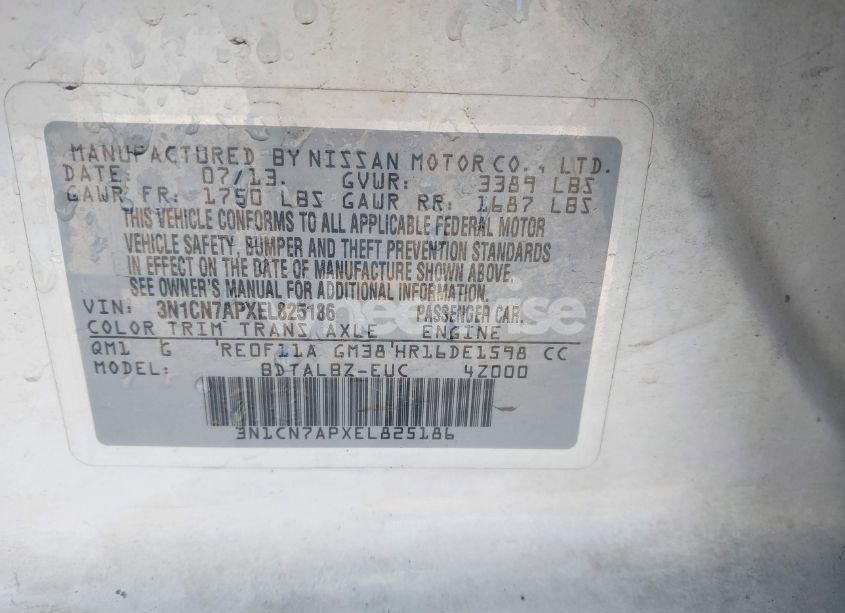 MANUFACTURED BY NISSAN MOTOR CO., LTD.
DATE: 07/13. GVWR: 3389 LBS
GAWR FR: 1750 LBS GAWR RR: 1687 LBS
THIS VEHICLE CONFORMS TO ALL APPLICABLE FEDERAL MOTOR
VEHICLE SAFETY, BUMPER AND THEFT PREVENTION STANDARDS
IN EFFECT ON THE DATE OF MANUFACTURE SHOWN ABOVE.
SEE OWNER'S MANUAL FOR ADDITIONAL INFORMATION
VIN: 3N1CN7APXEL825186 PASSENGER CAR.
COLOR TRIM TRANS AXLE ENGINE
QM1 G RE0F11A GM38 HR16DE1598 CC
MODEL: BDTALBZ-EUC 4Z000
3N1CN7APXEL825186